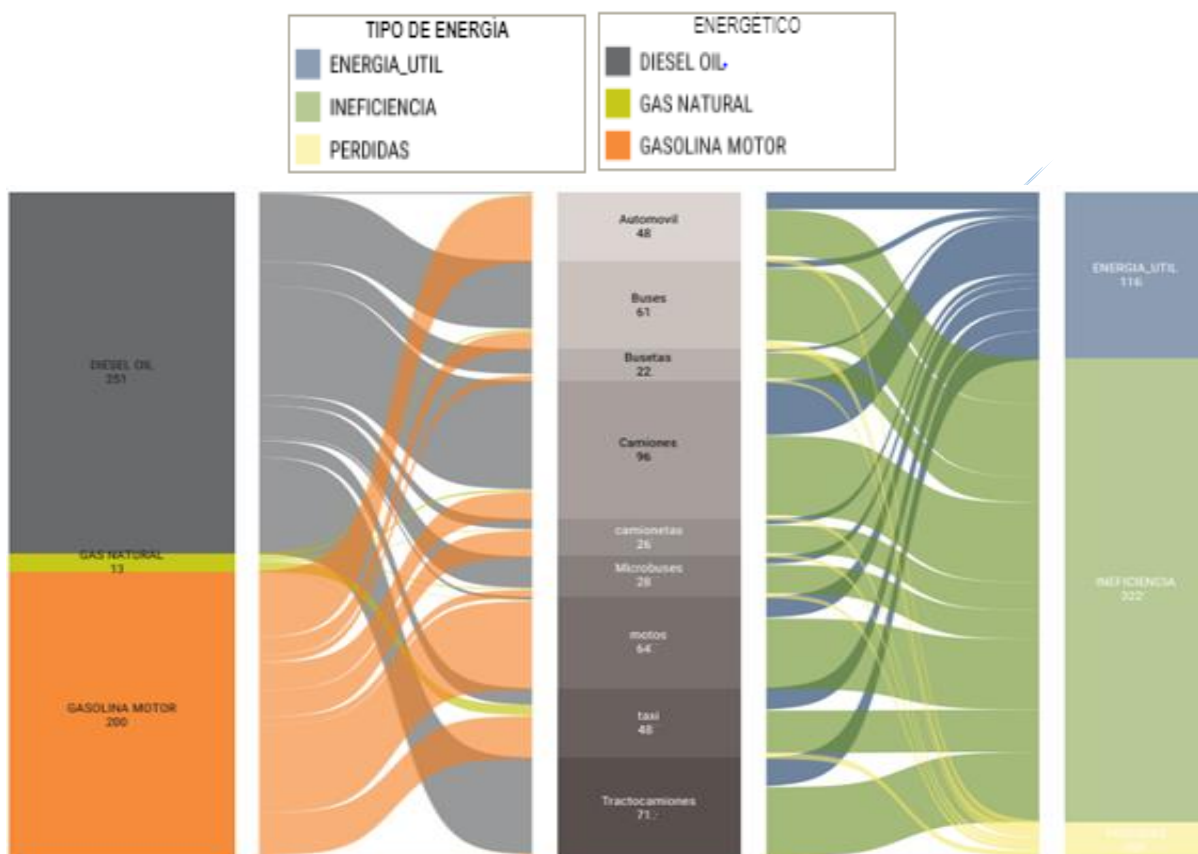 TIPO DE ENERGÍA
ENERGIA_UTIL
INEFICIENCIA
PERDIDAS
ENERGÉTICO
DIESEL OIL
GAS NATURAL
GASOLINA MOTOR
DIESEL OIL
251
GAS NATURAL
13
GASOLINA MOTOR
200
Automovil
48
Buses
61
Busetas
22
Camiones
96
camionetas
26
Microbuses
28
motos
64
taxi
48
Tractocamiones
71
ENERGIA_UTIL
116
INEFICIENCIA
322